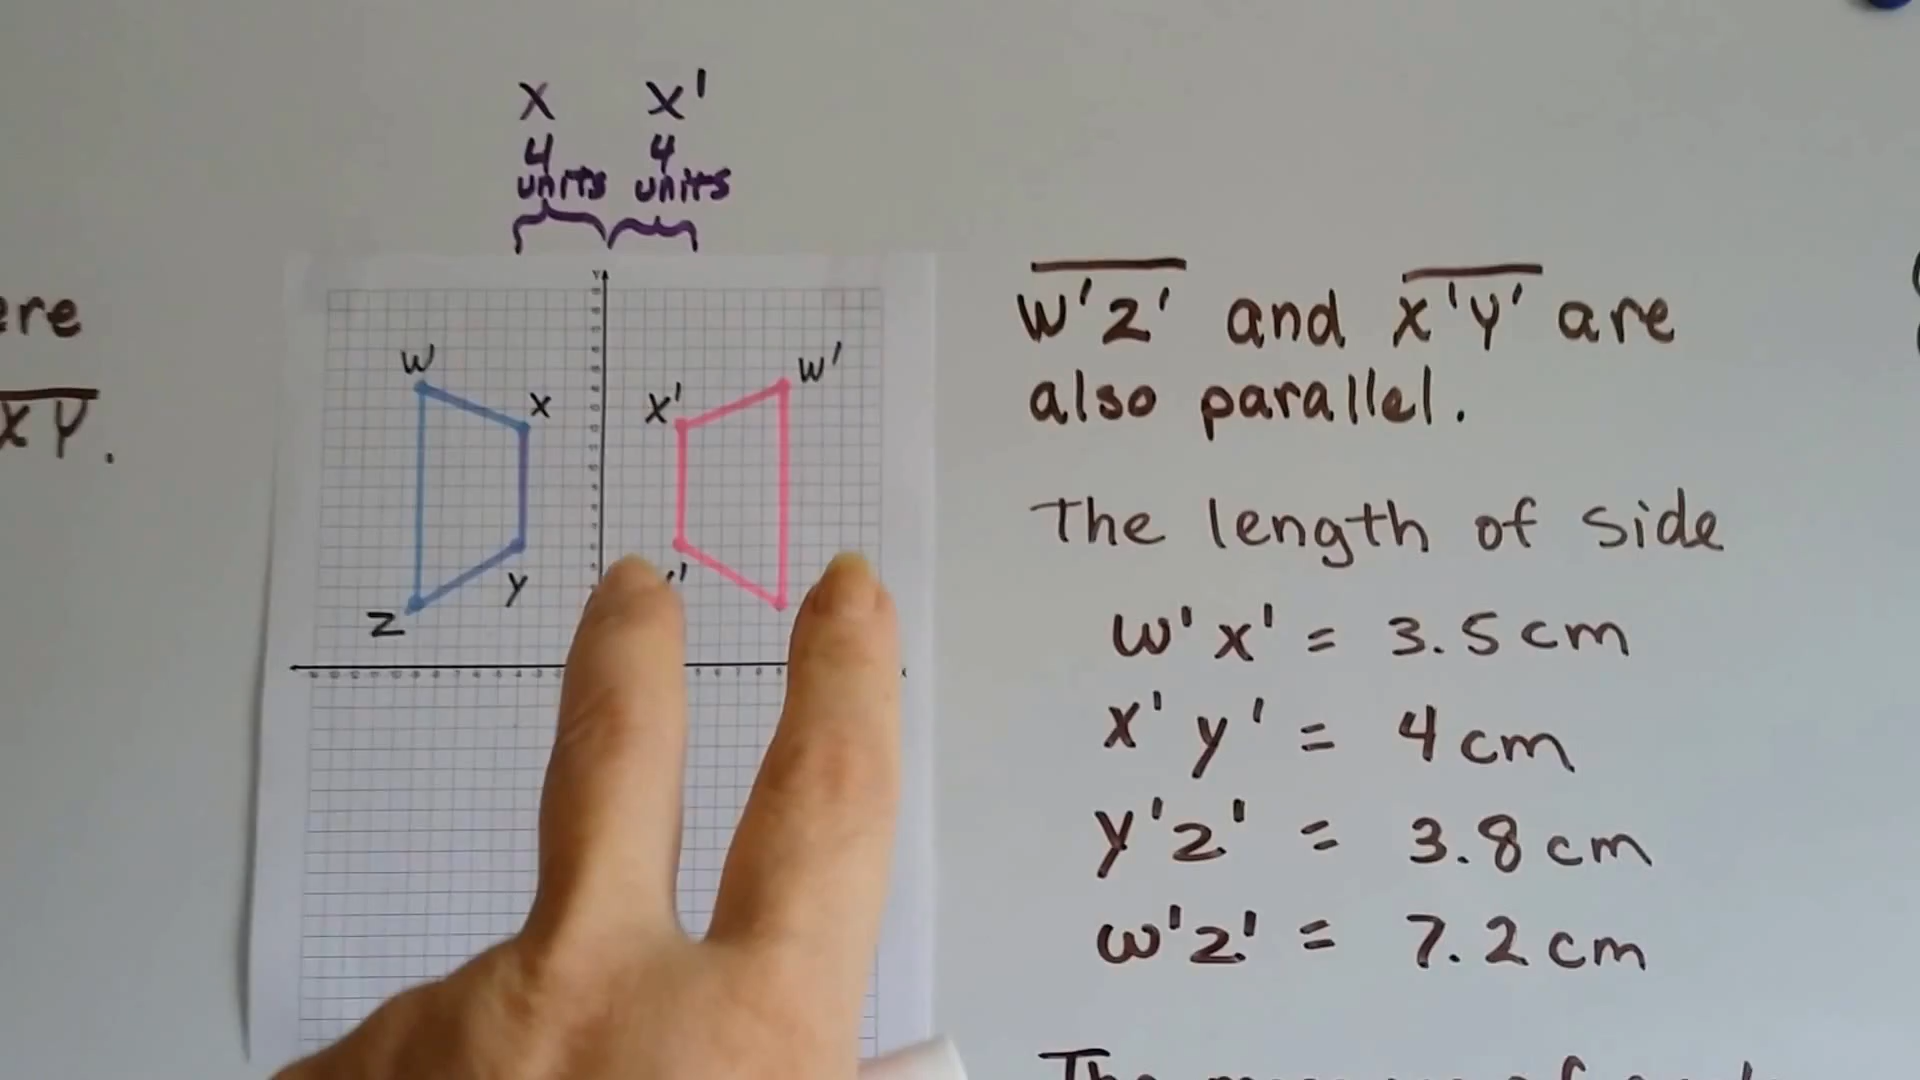 X X'
4 4
units units
ere
XY.
Y
W
X
Y
Z
X'
W'
x
W'Z' and X'Y' are
also parallel.
The length of side
W'X' = 3.5 cm
X'Y' = 4 cm
Y'Z' = 3.8 cm
W'Z' = 7.2 cm